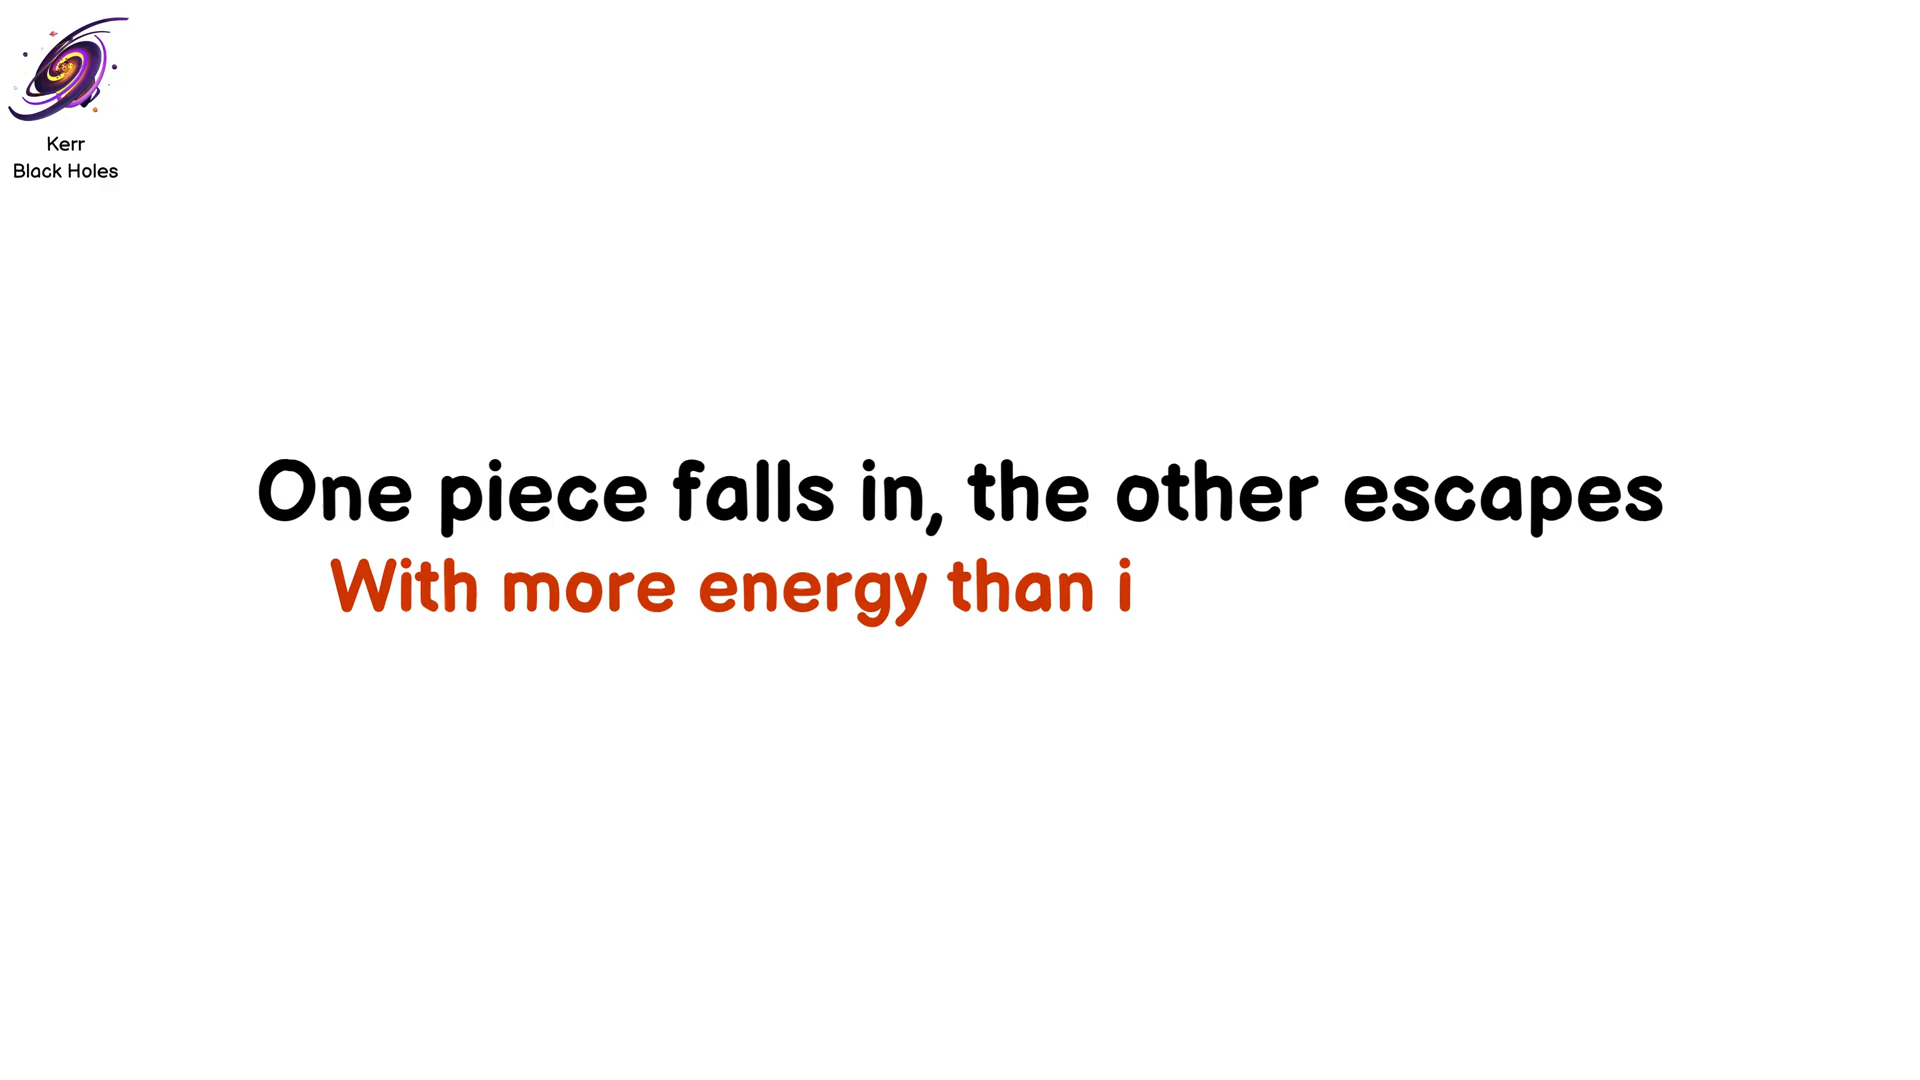 Kerr
Black Holes
One piece falls in, the other escapes
With more energy than i